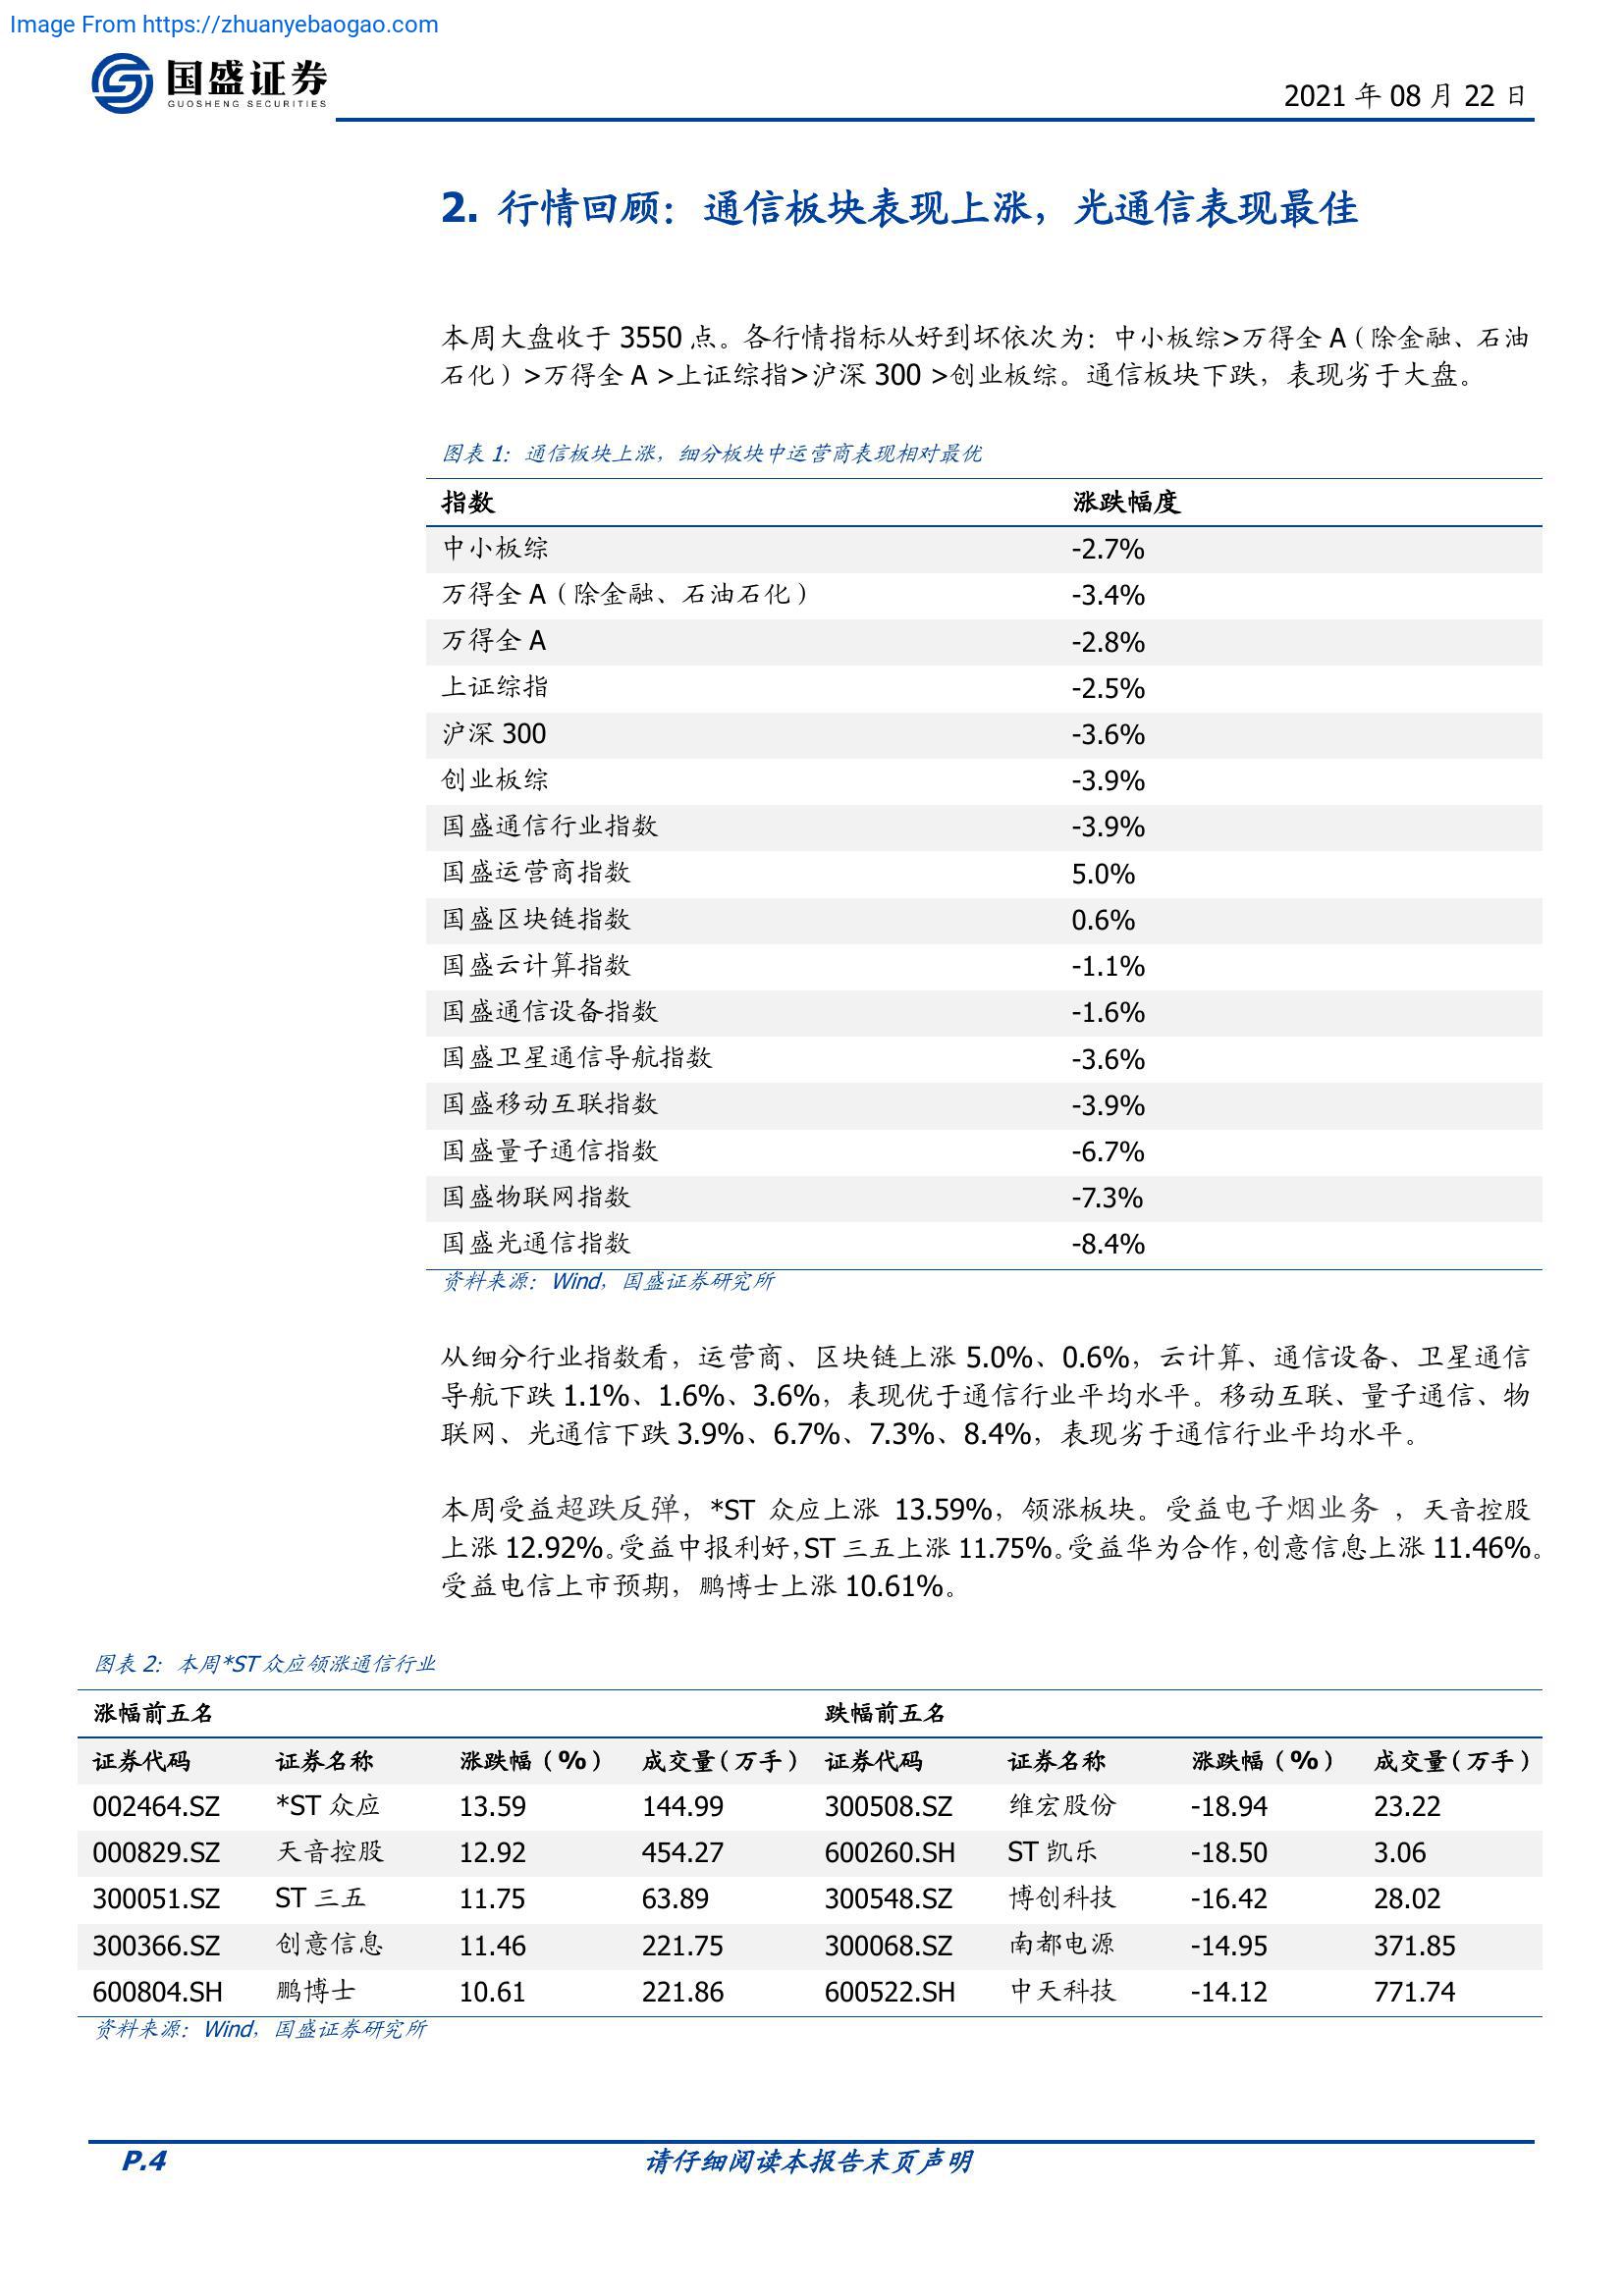 Image From https://zhuanyebaogao.com
国盛证券
GUOSHENG SECURITIES
2021 年 08 月 22 日
2. 行情回顾：通信板块表现上涨，光通信表现最佳
本周大盘收于 3550 点。各行情指标从好到坏依次为：中小板综>万得全 A（除金融、石油
石化）>万得全 A >上证综指>沪深 300 >创业板综。通信板块下跌，表现劣于大盘。
图表 1：通信板块上涨，细分板块中运营商表现相对最优
指数 涨跌幅度
中小板综 -2.7%
万得全 A（除金融、石油石化） -3.4%
万得全 A -2.8%
上证综指 -2.5%
沪深 300 -3.6%
创业板综 -3.9%
国盛通信行业指数 -3.9%
国盛运营商指数 5.0%
国盛区块链指数 0.6%
国盛云计算指数 -1.1%
国盛通信设备指数 -1.6%
国盛卫星通信导航指数 -3.6%
国盛移动互联指数 -3.9%
国盛量子通信指数 -6.7%
国盛物联网指数 -7.3%
国盛光通信指数 -8.4%
资料来源：Wind，国盛证券研究所
从细分行业指数看，运营商、区块链上涨 5.0%、0.6%，云计算、通信设备、卫星通信
导航下跌 1.1%、1.6%、3.6%，表现优于通信行业平均水平。移动互联、量子通信、物
联网、光通信下跌 3.9%、6.7%、7.3%、8.4%，表现劣于通信行业平均水平。
本周受益超跌反弹，*ST 众应上涨 13.59%，领涨板块。受益电子烟业务 ，天音控股
上涨 12.92%。受益中报利好，ST 三五上涨 11.75%。受益华为合作，创意信息上涨 11.46%。
受益电信上市预期，鹏博士上涨 10.61%。
图表 2：本周*ST 众应领涨通信行业
涨幅前五名 跌幅前五名
证券代码 证券名称 涨跌幅（%） 成交量（万手） 证券代码 证券名称 涨跌幅（%） 成交量（万手）
002464.SZ *ST 众应 13.59 144.99 300508.SZ 维宏股份 -18.94 23.22
000829.SZ 天音控股 12.92 454.27 600260.SH ST 凯乐 -18.50 3.06
300051.SZ ST 三五 11.75 63.89 300548.SZ 博创科技 -16.42 28.02
300366.SZ 创意信息 11.46 221.75 300068.SZ 南都电源 -14.95 371.85
600804.SH 鹏博士 10.61 221.86 600522.SH 中天科技 -14.12 771.74
资料来源：Wind，国盛证券研究所
P.4 请仔细阅读本报告末页声明